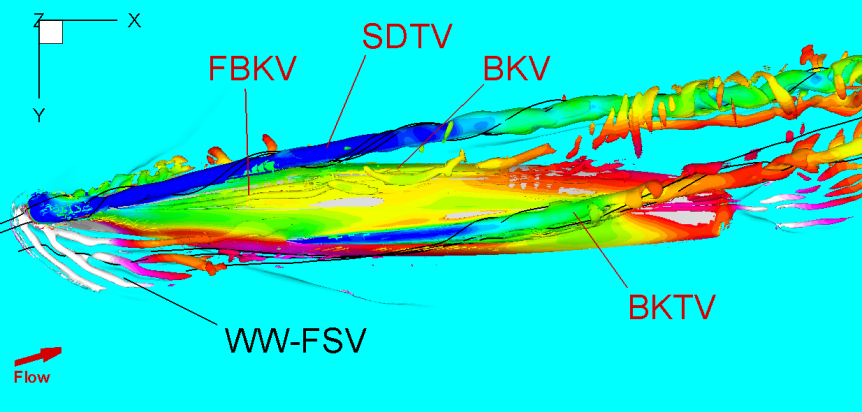 Z X
SDTV
FBKV
BKV
Y
BKTV
WW-FSV
Flow